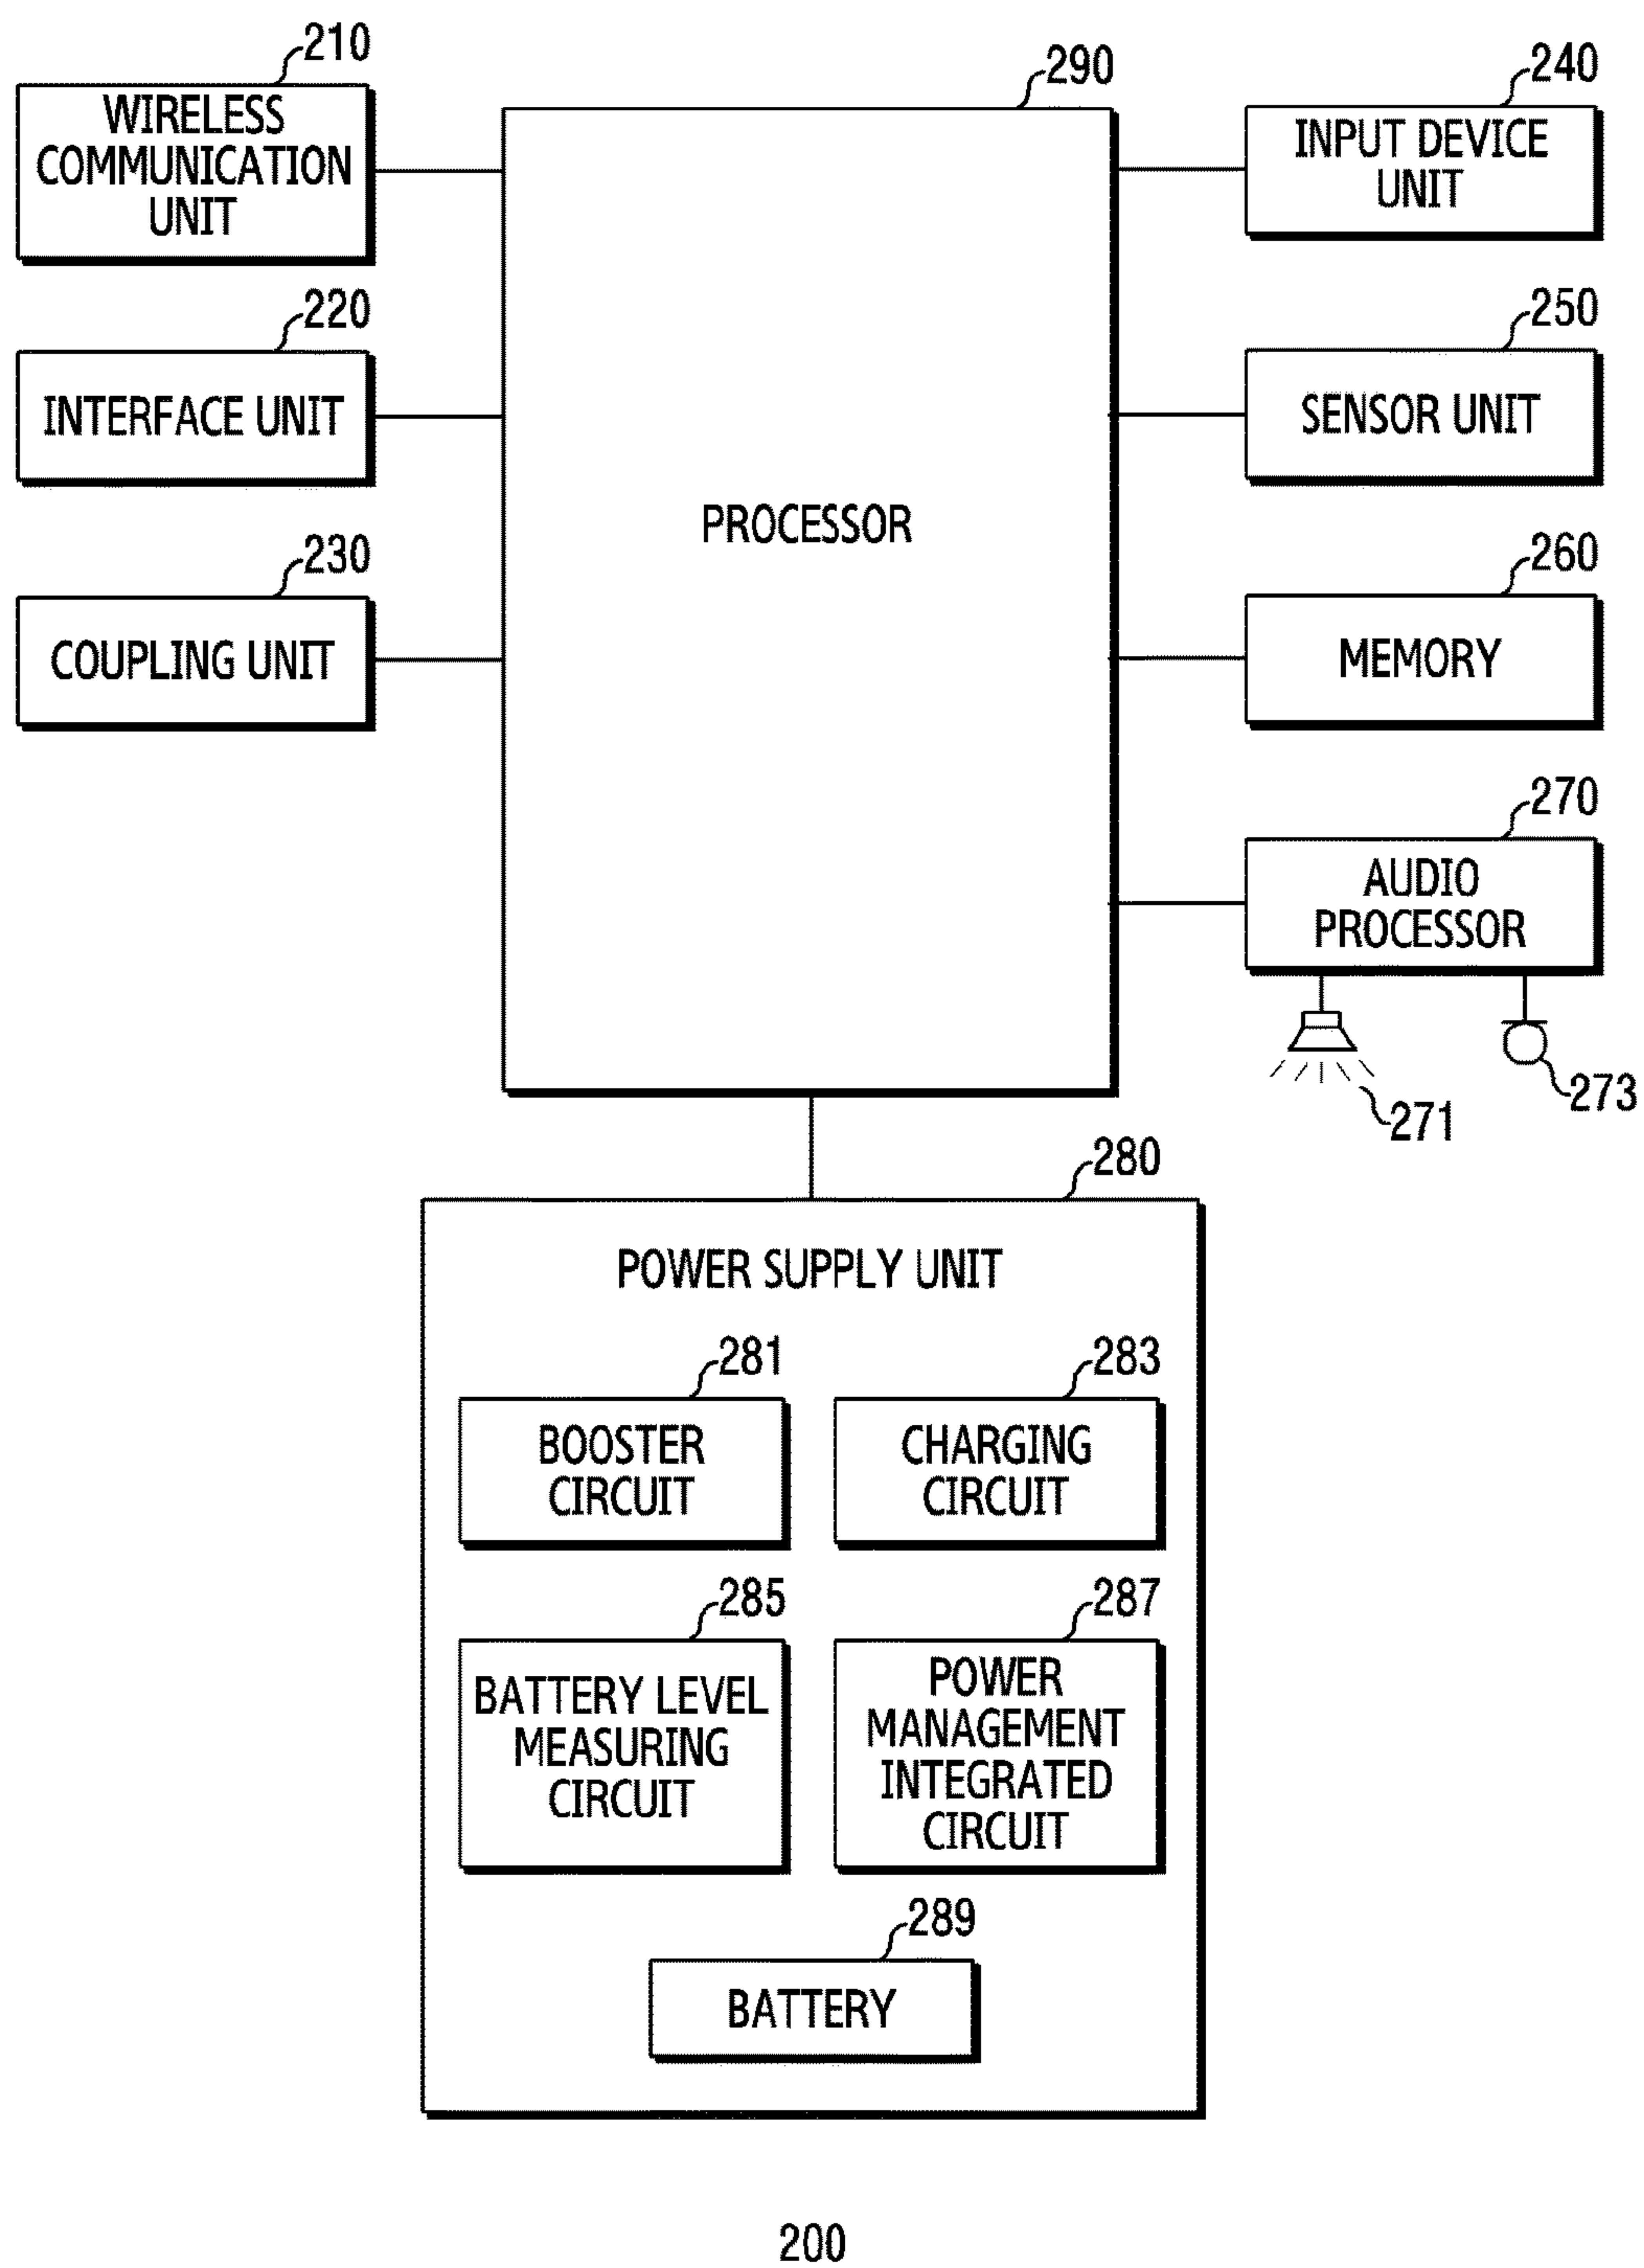 210
WIRELESS
COMMUNICATION
UNIT
220
INTERFACE UNIT
230
COUPLING UNIT
290
PROCESSOR
240
INPUT DEVICE
UNIT
250
SENSOR UNIT
260
MEMORY
270
AUDIO
PROCESSOR
271
273
280
POWER SUPPLY UNIT
281
BOOSTER
CIRCUIT
283
CHARGING
CIRCUIT
285
BATTERY LEVEL
MEASURING
CIRCUIT
287
POWER
MANAGEMENT
INTEGRATED
CIRCUIT
289
BATTERY
200